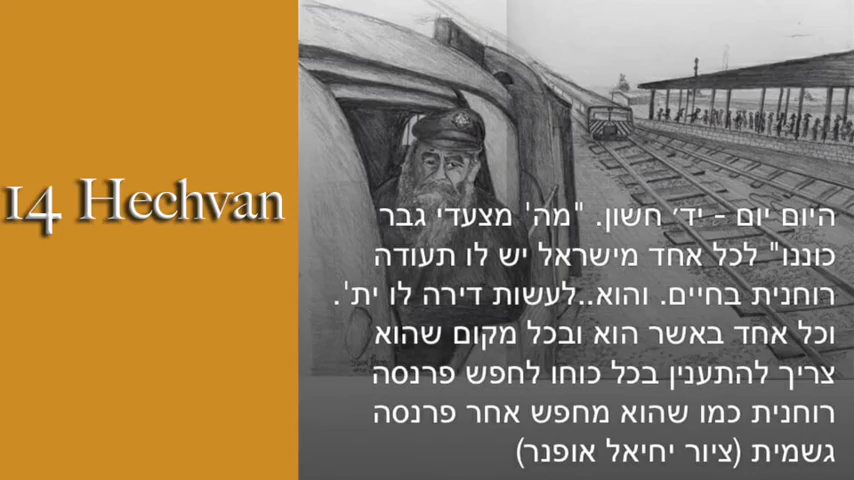 14 Hechvan
היום יום - יד׳ חשון. "מה' מצעדי גבר
כוננו" לכל אחד מישראל יש לו תעודה
רוחנית בחיים. והוא..לעשות דירה לו ית'.
וכל אחד באשר הוא ובכל מקום שהוא
צריך להתענין בכל כוחו לחפש פרנסה
רוחנית כמו שהוא מחפש אחר פרנסה
גשמית (ציור יחיאל אופנר)